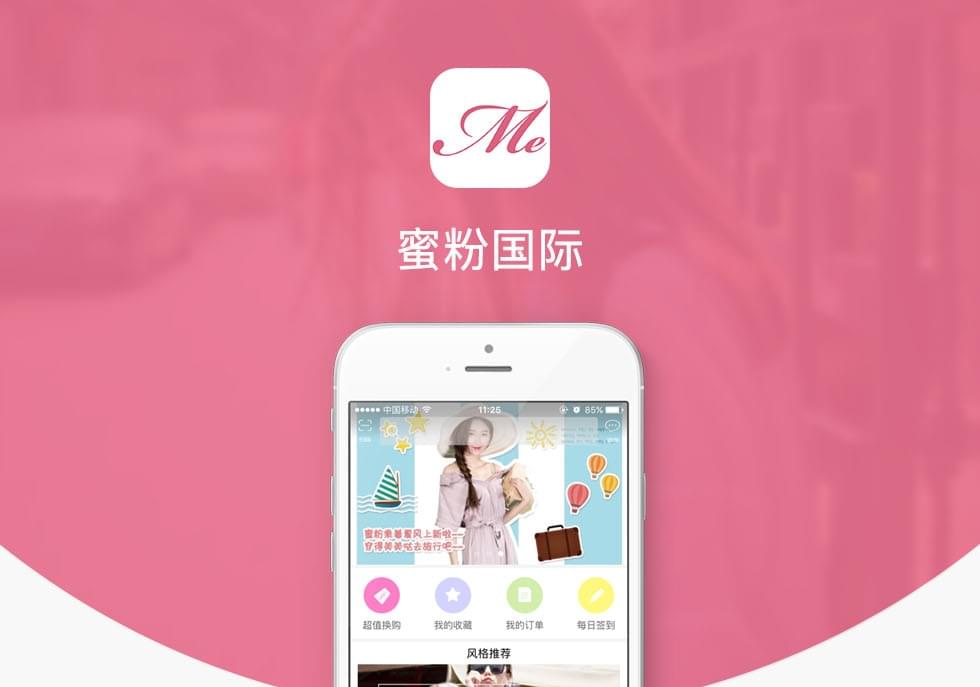 Me
蜜粉国际
中国移动 11:25 85%
蜜粉乘着夏风上新啦~~
穿得美美哒去旅行吧~~
超值换购 我的收藏 我的订单 每日签到
风格推荐